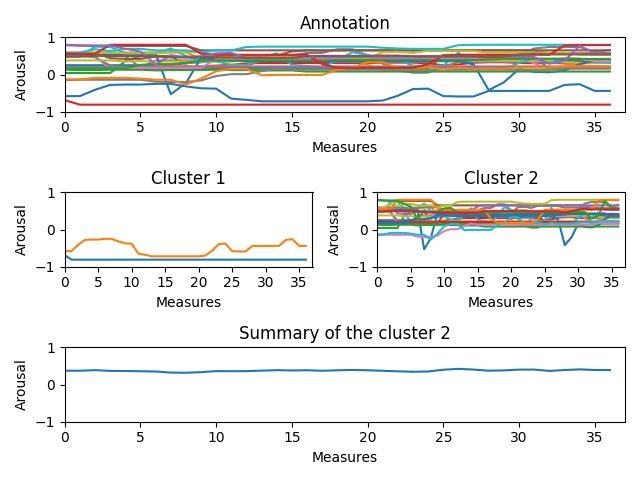 Annotation
1
0
−1
Arousal
0 5 10 15 20 25 30 35
Measures
Cluster 1
1
0
−1
Arousal
0 5 10 15 20 25 30 35
Measures
Cluster 2
1
0
−1
Arousal
0 5 10 15 20 25 30 35
Measures
Summary of the cluster 2
1
0
−1
Arousal
0 5 10 15 20 25 30 35
Measures